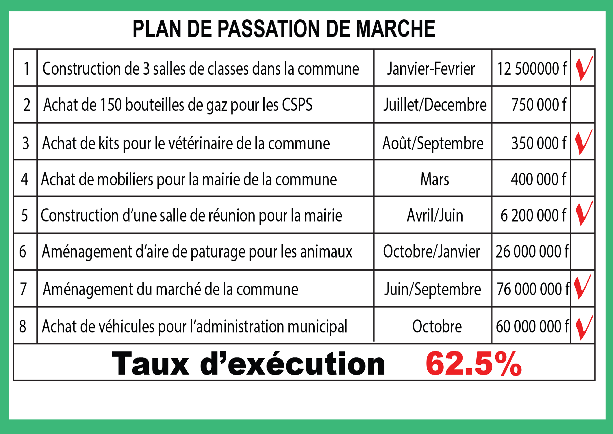 PLAN DE PASSATION DE MARCHE
1 Construction de 3 salles de classes dans la commune Janvier-Fevrier 12 500000 f
2 Achat de 150 bouteilles de gaz pour les CSPS Juillet/Decembre 750 000 f
3 Achat de kits pour le vétérinaire de la commune Août/Septembre 350 000 f
4 Achat de mobiliers pour la mairie de la commune Mars 400 000 f
5 Construction d'une salle de réunion pour la mairie Avril/Juin 6 200 000 f
6 Aménagement d'aire de paturage pour les animaux Octobre/Janvier 26 000 000 f
7 Aménagement du marché de la commune Juin/Septembre 76 000 000 f
8 Achat de véhicules pour l'administration municipal Octobre 60 000 000 f
Taux d'exécution 62.5%